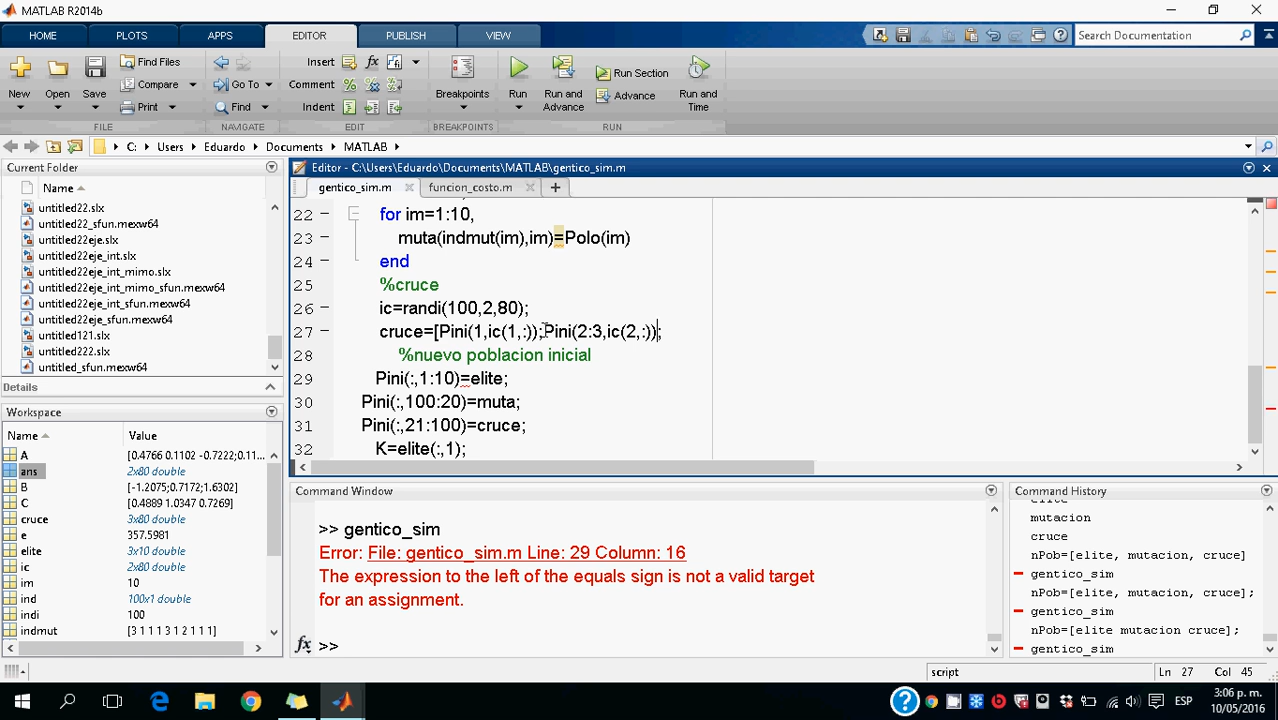 MATLAB R2014b
HOME PLOTS APPS EDITOR PUBLISH VIEW Search Documentation
New Open Save Find Files Compare Print
Go To Find
Insert fx Comment Indent
Breakpoints Run Run and Advance Run Section Advance Run and Time
FILE NAVIGATE EDIT BREAKPOINTS RUN
C: Users Eduardo Documents MATLAB
Current Folder
Name
untitled22.slx
untitled22_sfun.mexw64
untitled22eje.slx
untitled22eje_int.slx
untitled22eje_int_mimo.slx
untitled22eje_int_mimo_sfun.mexw64
untitled22eje_int_sfun.mexw64
untitled22eje_sfun.mexw64
untitled121.slx
untitled222.slx
untitled_sfun.mexw64
Details
Workspace
Name Value
A [0.4766 0.1102 -0.7222;0.11...
ans 2x80 double
B [-1.2075;0.7172;1.6302]
C [0.4889 1.0347 0.7269]
cruce 3x80 double
e 357.5981
elite 3x10 double
ic 2x80 double
im 10
ind 100x1 double
indi 100
indmut [3 1 1 1 3 1 2 1 1 1]
Editor - C:\Users\Eduardo\Documents\MATLAB\gentico_sim.m
gentico_sim.m funcion_costo.m
22 for im=1:10,
23 muta(indmut(im),im)=Polo(im)
24 end
25 %cruce
26 ic=randi(100,2,80);
27 cruce=[Pini(1,ic(1,:));Pini(2:3,ic(2,:));
28 %nuevo poblacion inicial
29 Pini(:,1:10)=elite;
30 Pini(:,100:20)=muta;
31 Pini(:,21:100)=cruce;
32 K=elite(:,1);
Command Window
>> gentico_sim
Error: File: gentico_sim.m Line: 29 Column: 16
The expression to the left of the equals sign is not a valid target
for an assignment.
fx >>
Command History
elite
mutacion
cruce
nPob=[elite, mutacion, cruce]
gentico_sim
nPob=[elite, mutacion, cruce];
gentico_sim
nPob=[elite mutacion cruce];
gentico_sim
script Ln 27 Col 45
ESP
3:06 p. m.
10/05/2016